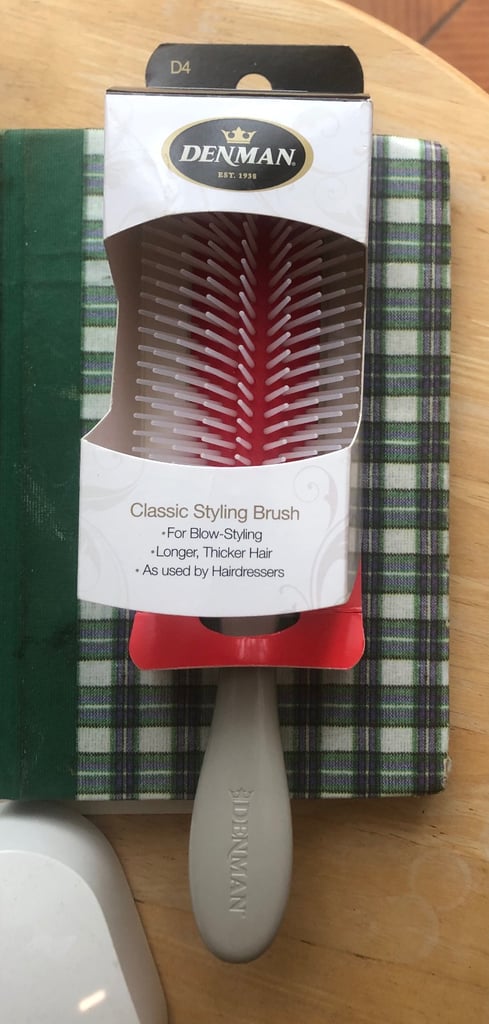 D4
DENMAN®
EST. 1938
Classic Styling Brush
•For Blow-Styling
•Longer, Thicker Hair
• As used by Hairdressers
DENMAN